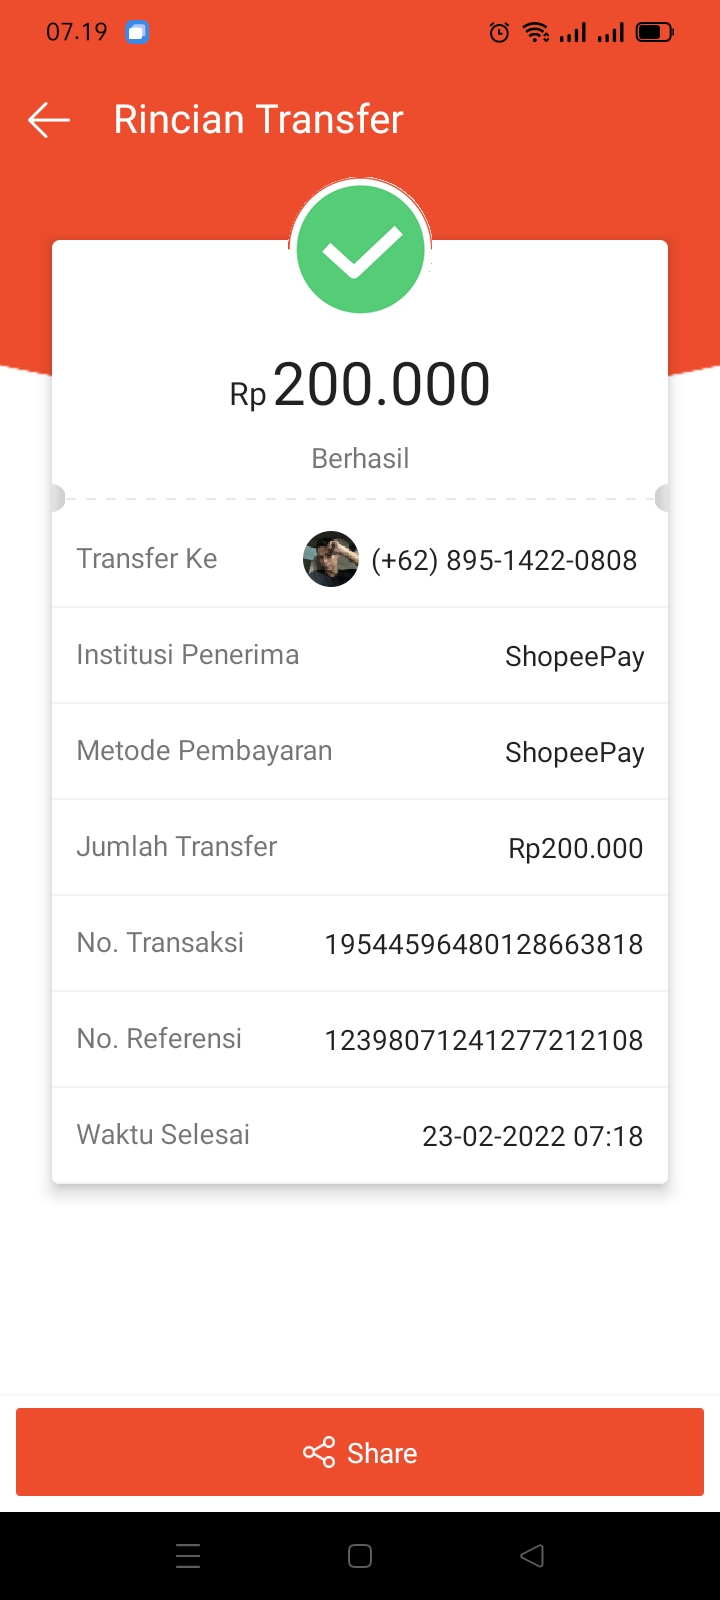 07.19
Rincian Transfer
Rp 200.000
Berhasil
Transfer Ke (+62) 895-1422-0808
Institusi Penerima ShopeePay
Metode Pembayaran ShopeePay
Jumlah Transfer Rp200.000
No. Transaksi 19544596480128663818
No. Referensi 12398071241277212108
Waktu Selesai 23-02-2022 07:18
Share